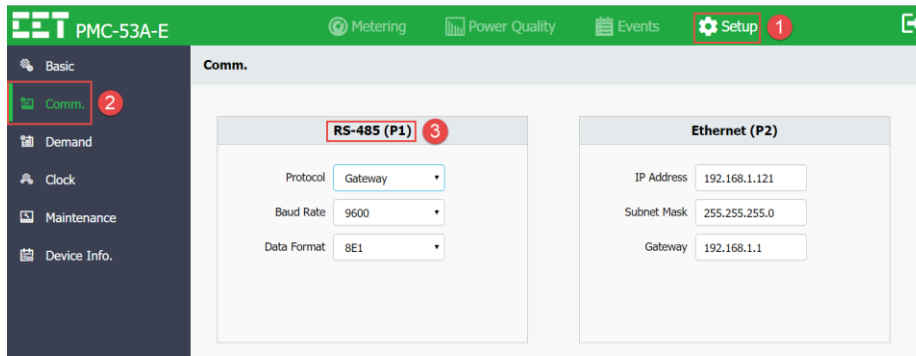 CET PMC-53A-E
Metering
Power Quality
Events
Setup
1
Basic
Comm.
2
Demand
Clock
Maintenance
Device Info.
Comm.
RS-485 (P1)
3
Protocol Gateway
Baud Rate 9600
Data Format 8E1
Ethernet (P2)
IP Address 192.168.1.121
Subnet Mask 255.255.255.0
Gateway 192.168.1.1